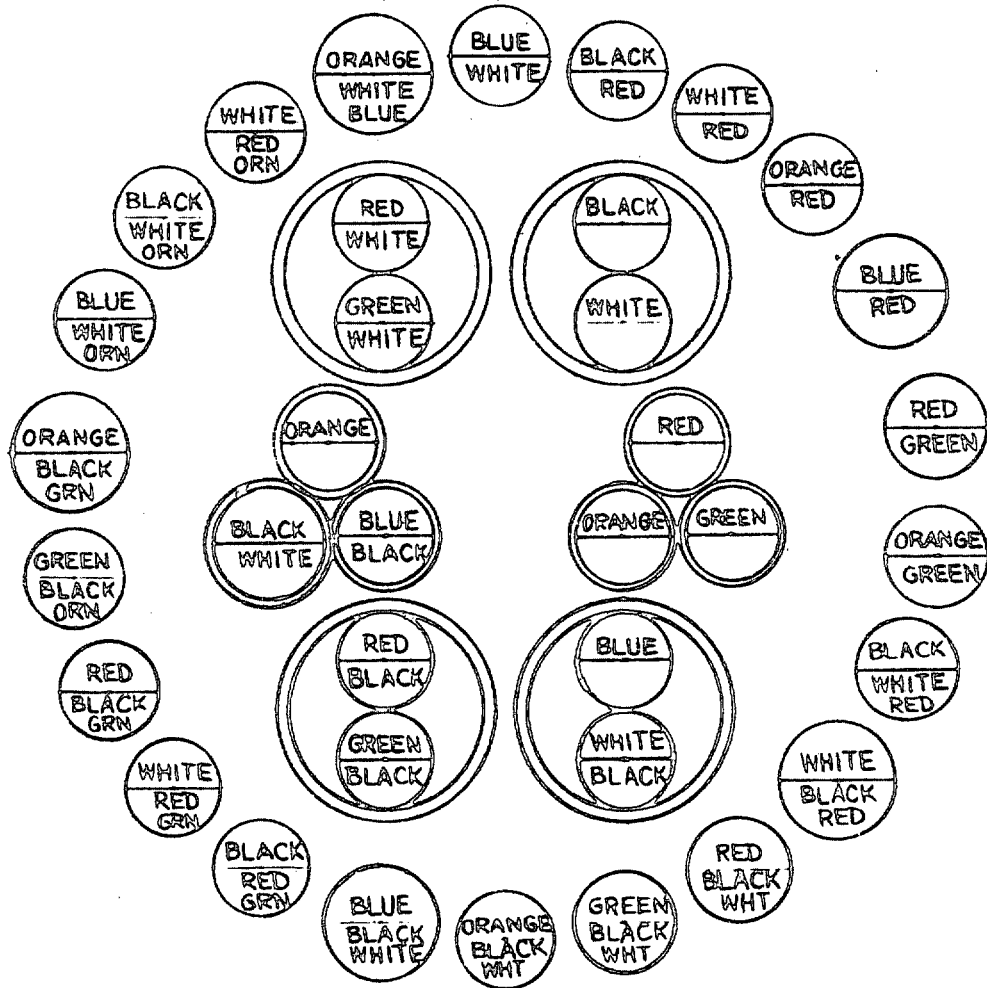 BLUE
WHITE
BLACK
RED
WHITE
RED
ORANGE
RED
BLUE
RED
RED
GREEN
ORANGE
GREEN
BLACK
WHITE
RED
WHITE
BLACK
RED
RED
BLACK
WHT
GREEN
BLACK
WHT
ORANGE
BLACK
WHT
BLUE
BLACK
WHITE
BLACK
RED
GRN
WHITE
RED
GRN
RED
BLACK
GRN
GREEN
BLACK
ORN
ORANGE
BLACK
GRN
BLUE
WHITE
ORN
BLACK
WHITE
ORN
WHITE
RED
ORN
ORANGE
WHITE
BLUE
RED
WHITE
GREEN
WHITE
BLACK
WHITE
ORANGE
BLACK
WHITE
BLUE
BLACK
RED
ORANGE
GREEN
RED
BLACK
GREEN
BLACK
BLUE
WHITE
BLACK